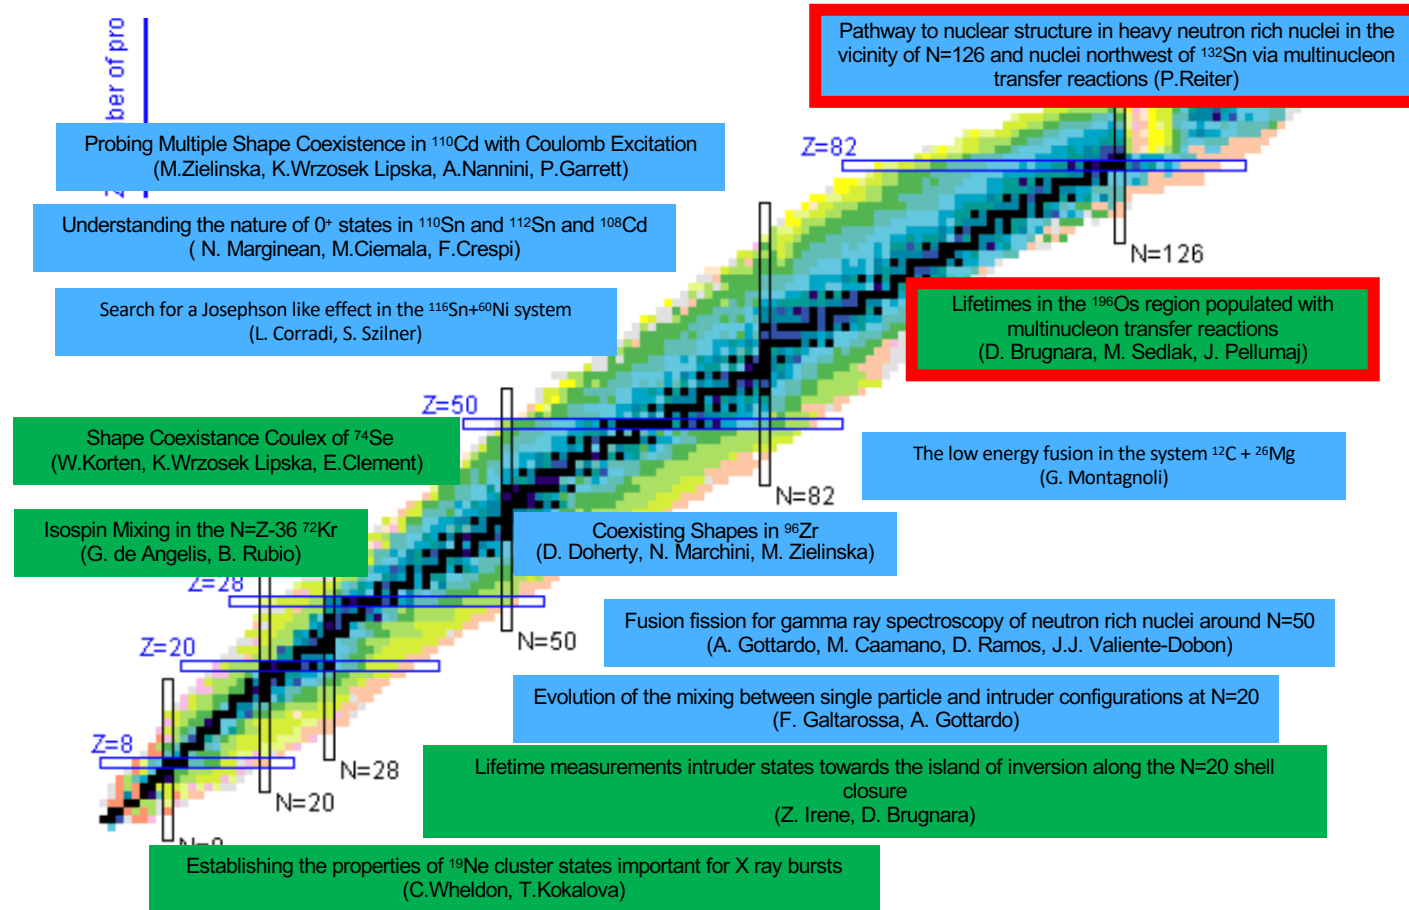 ber of pro
Pathway to nuclear structure in heavy neutron rich nuclei in the
vicinity of N=126 and nuclei northwest of ¹³²Sn via multinucleon
transfer reactions (P.Reiter)
Probing Multiple Shape Coexistence in ¹¹⁰Cd with Coulomb Excitation
(M.Zielinska, K.Wrzosek Lipska, A.Nannini, P.Garrett)
Z=82
Understanding the nature of 0⁺ states in ¹¹⁰Sn and ¹¹²Sn and ¹⁰⁸Cd
( N. Marginean, M.Ciemala, F.Crespi)
N=126
Search for a Josephson like effect in the ¹¹⁶Sn+⁶⁰Ni system
(L. Corradi, S. Szilner)
Lifetimes in the ¹⁹⁶Os region populated with
multinucleon transfer reactions
(D. Brugnara, M. Sedlak, J. Pellumaj)
Z=50
Shape Coexistance Coulex of ⁷⁴Se
(W.Korten, K.Wrzosek Lipska, E.Clement)
The low energy fusion in the system ¹²C + ²⁶Mg
(G. Montagnoli)
N=82
Isospin Mixing in the N=Z-36 ⁷²Kr
(G. de Angelis, B. Rubio)
Coexisting Shapes in ⁹⁶Zr
(D. Doherty, N. Marchini, M. Zielinska)
Z=28
N=50
Fusion fission for gamma ray spectroscopy of neutron rich nuclei around N=50
(A. Gottardo, M. Caamano, D. Ramos, J.J. Valiente-Dobon)
Z=20
Evolution of the mixing between single particle and intruder configurations at N=20
(F. Galtarossa, A. Gottardo)
Z=8
N=28
Lifetime measurements intruder states towards the island of inversion along the N=20 shell
closure
(Z. Irene, D. Brugnara)
N=20
Establishing the properties of ¹⁹Ne cluster states important for X ray bursts
(C.Wheldon, T.Kokalova)